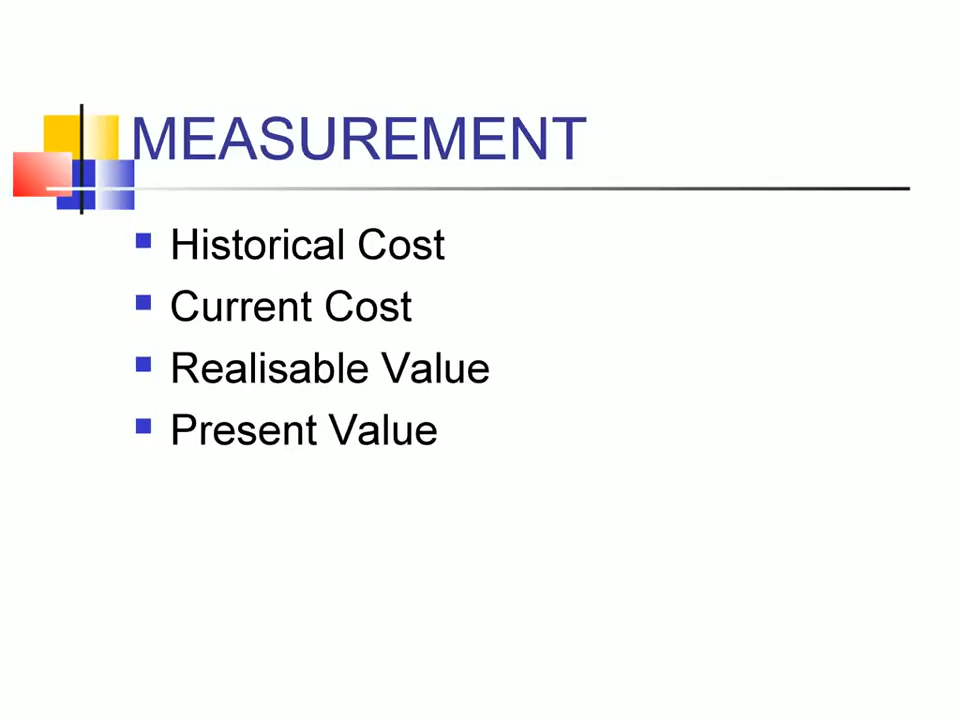 MEASUREMENT
Historical Cost
Current Cost
Realisable Value
Present Value